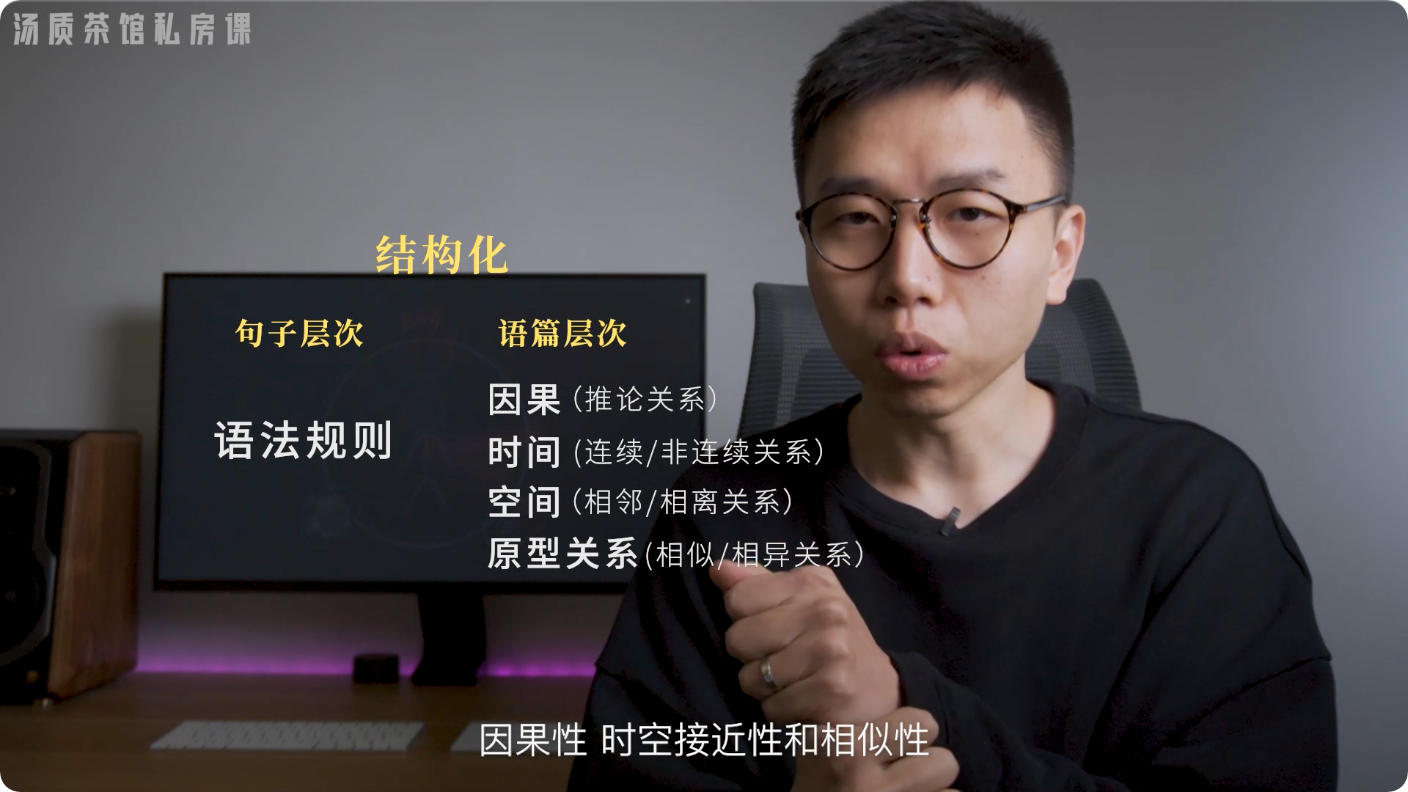 汤质茶馆私房课
结构化
句子层次
语篇层次
语法规则
因果（推论关系）
时间（连续/非连续关系）
空间（相邻/相离关系）
原型关系(相似/相异关系）
因果性 时空接近性和相似性